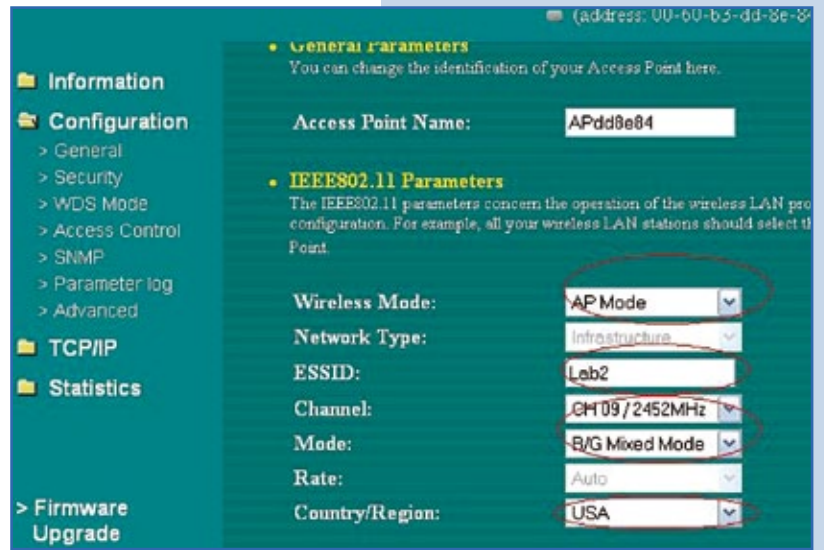 (address: 00-60-b3-dd-8e-84
General Parameters
You can change the identification of your Access Point here.
Access Point Name: APdd8e84
IEEE802.11 Parameters
The IEEE802.11 parameters concern the operation of the wireless LAN pro
configuration. For example, all your wireless LAN stations should select th
Point.
Wireless Mode: AP Mode
Network Type: Infrastructure
ESSID: Lab2
Channel: CH 09 / 2452MHz
Mode: B/G Mixed Mode
Rate: Auto
Country/Region: USA
Information
Configuration
> General
> Security
> WDS Mode
> Access Control
> SNMP
> Parameter log
> Advanced
TCP/IP
Statistics
> Firmware
Upgrade